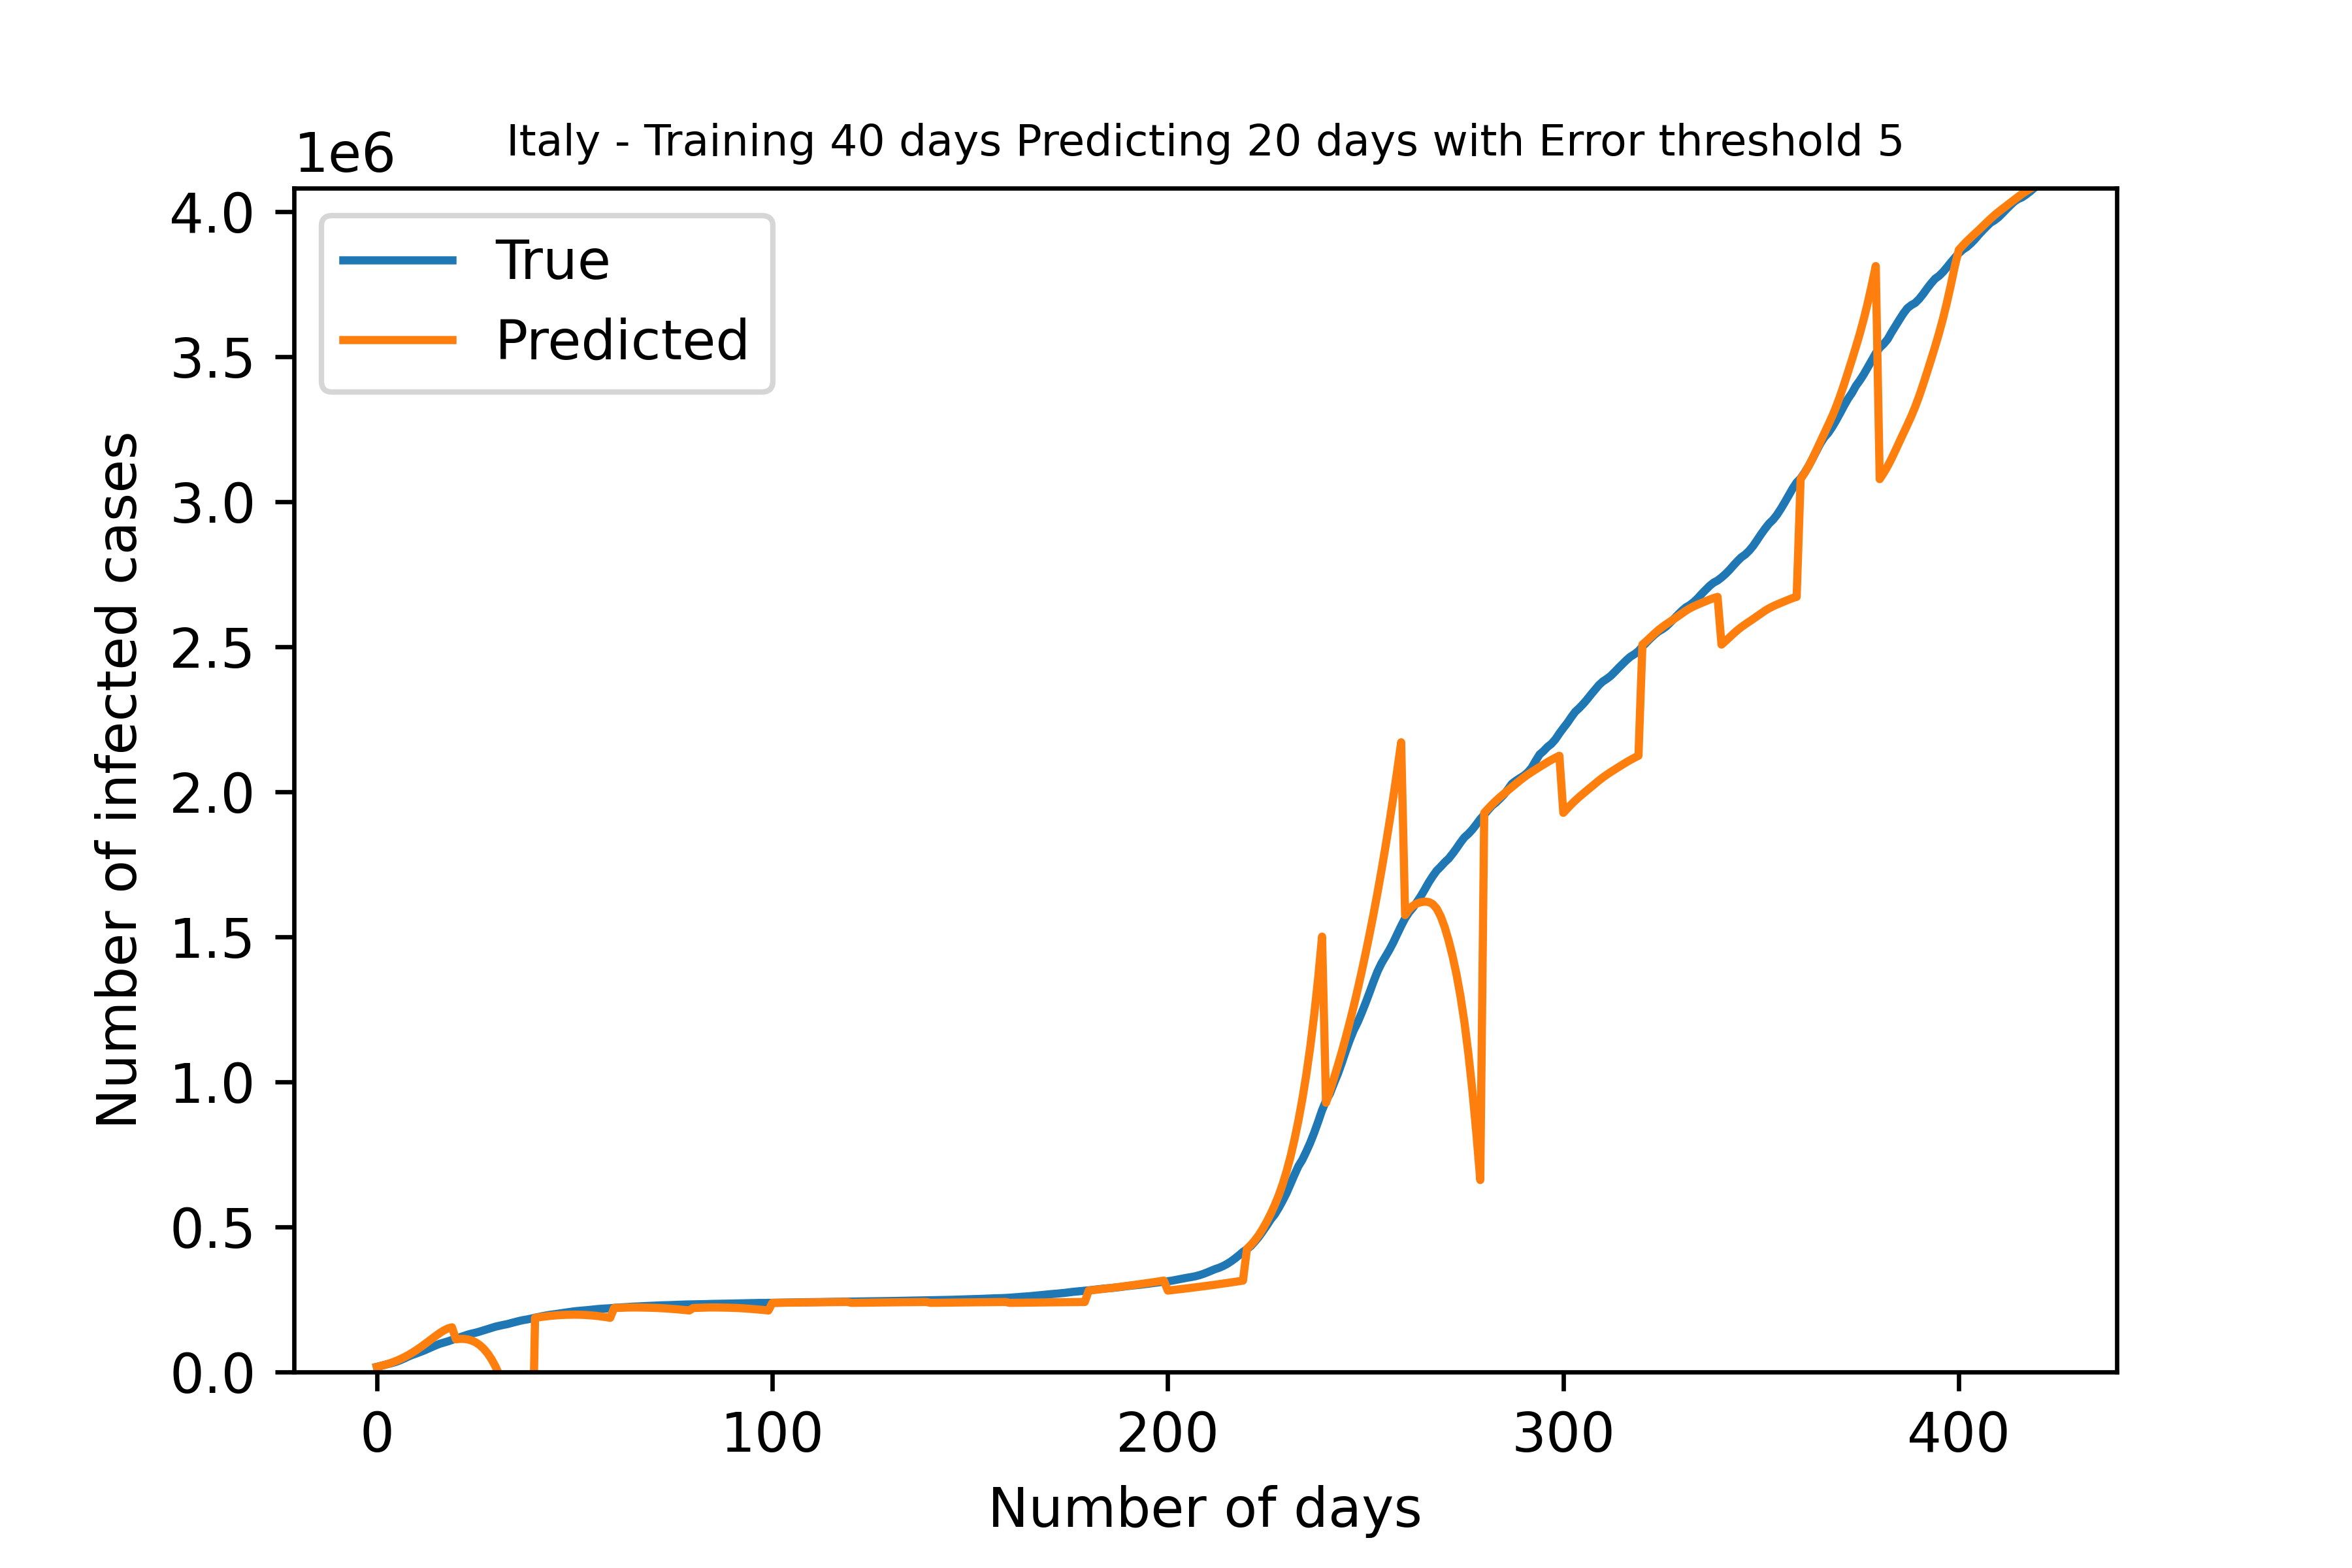 Italy - Training 40 days Predicting 20 days with Error threshold 5
1e6
True
Predicted
4.0
3.5
3.0
2.5
2.0
1.5
1.0
0.5
0.0
Number of infected cases
0 100 200 300 400
Number of days